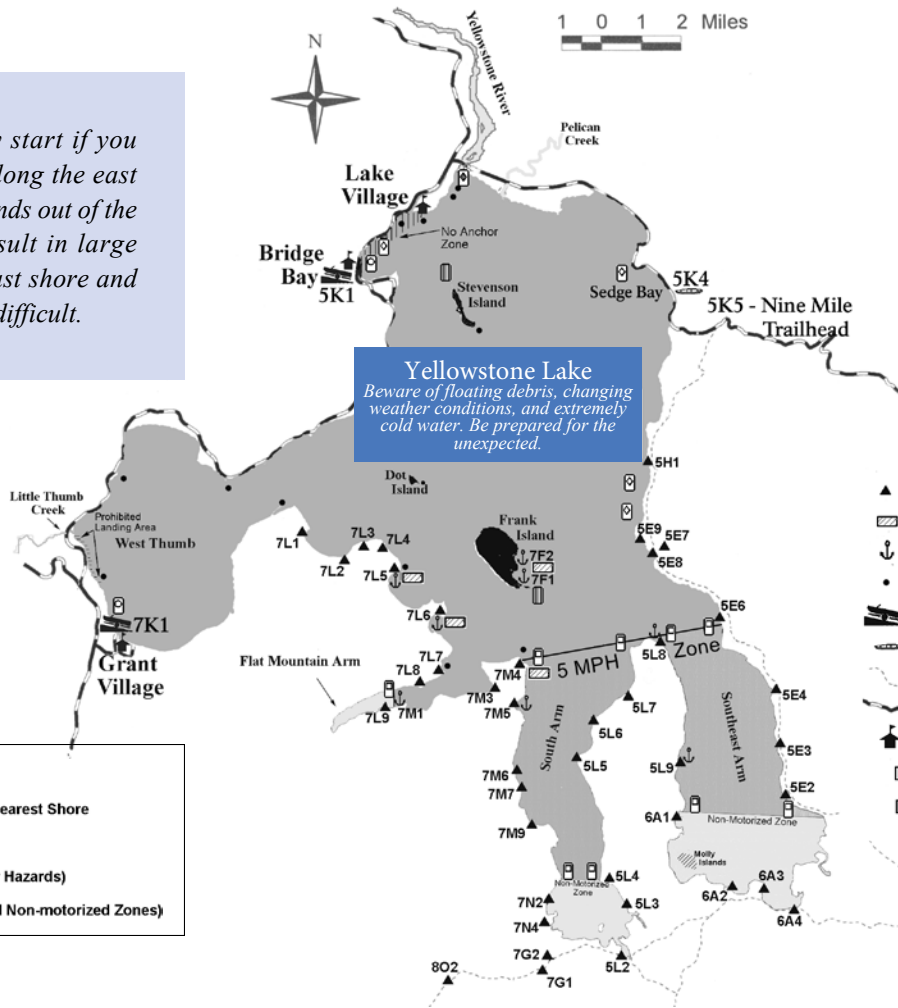 1 0 1 2 Miles
N
Yellowstone River
Pelican
Creek
start if you
long the east
nds out of the
sult in large
ast shore and
difficult.
Lake
Village
No Anchor
Zone
Bridge
Bay
5K1
Stevenson
Island
Sedge Bay
5K4
5K5 - Nine Mile
Trailhead
Yellowstone Lake
Beware of floating debris, changing
weather conditions, and extremely
cold water. Be prepared for the
unexpected.
5H1
Dot
Island
Little Thumb
Creek
Prohibited
Landing Area
West Thumb
Frank
Island
7L1
7L2
7L3
7L4
7L5
7F2
7F1
5E9
5E7
5E8
7L6
5E6
7K1
Grant
Village
Flat Mountain Arm
7L7
7L8
7L9
7M1
7M4
7M3
7M5
5 MPH Zone
5L8
5L7
5L6
5L5
South Arm
Southeast Arm
5E4
5E3
5E2
5L9
7M6
7M7
7M9
6A1
Non-Motorized Zone
Molly
Islands
6A2
6A3
6A4
earest Shore
Hazards)
l Non-motorized Zones)
5L4
Non-Motorized
Zone
7N2
5L3
7N4
7G2
5L2
7G1
8O2